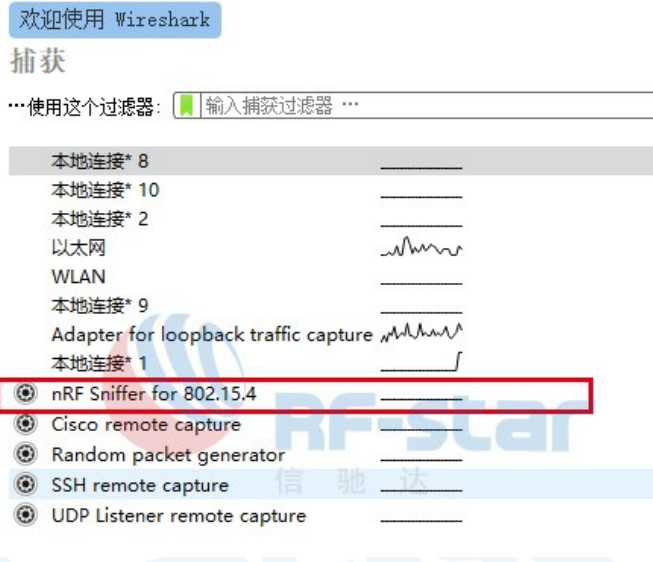 欢迎使用 Wireshark
捕获
…使用这个过滤器: 输入捕获过滤器 …
本地连接* 8
本地连接* 10
本地连接* 2
以太网
WLAN
本地连接* 9
Adapter for loopback traffic capture
本地连接* 1
nRF Sniffer for 802.15.4
Cisco remote capture
RF-star
Random packet generator
SSH remote capture
信驰达
UDP Listener remote capture